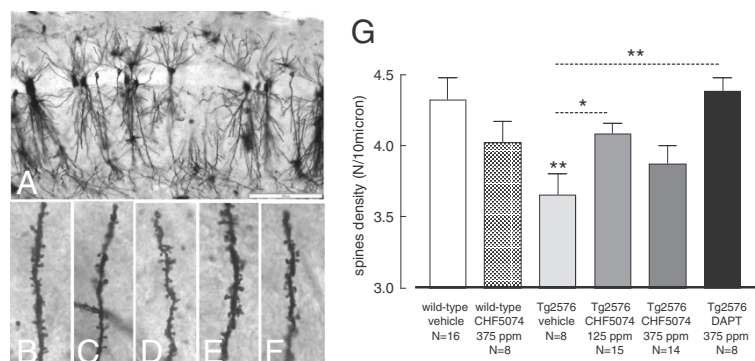 A
B
C
D
E
F
G
spines density (N/10micron)
4.5
4.0
3.5
3.0
**
*
**
wild-type
vehicle
N=16
wild-type
CHF5074
375 ppm
N=8
Tg2576
vehicle
N=8
Tg2576
CHF5074
125 ppm
N=15
Tg2576
CHF5074
375 ppm
N=14
Tg2576
DAPT
375 ppm
N=8